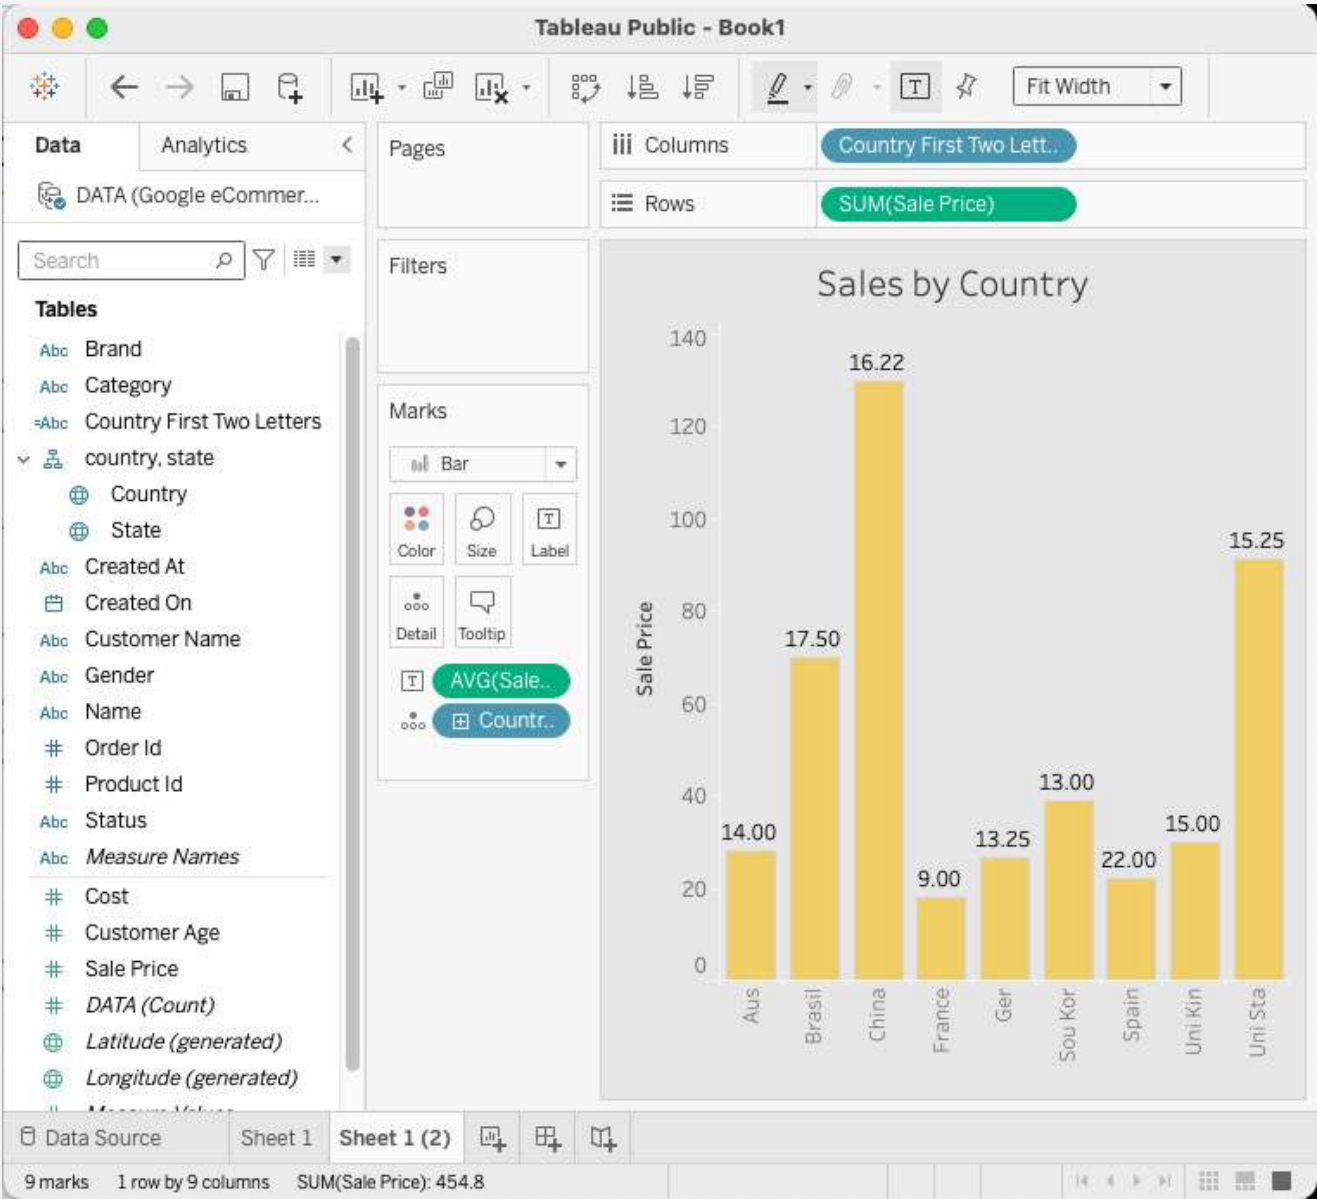 Tableau Public - Book1
Fit Width
Data
Analytics
Pages
Columns
Country First Two Lett..
DATA (Google eCommer...
Rows
SUM(Sale Price)
Search
Filters
Tables
Abc Brand
Abc Category
=Abc Country First Two Letters
country, state
Country
State
Abc Created At
Created On
Abc Customer Name
Abc Gender
Abc Name
# Order Id
# Product Id
Abc Status
Abc Measure Names
# Cost
# Customer Age
# Sale Price
# DATA (Count)
Latitude (generated)
Longitude (generated)
Marks
Bar
Color
Size
T
Label
Detail
Tooltip
T
AVG(Sale..
Countr..
Sales by Country
Sale Price
140
120
100
80
60
40
20
0
14.00
17.50
16.22
9.00
13.25
13.00
22.00
15.00
15.25
Aus
Brasil
China
France
Ger
Sou Kor
Spain
Uni Kin
Uni Sta
Data Source
Sheet 1
Sheet 1 (2)
9 marks
1 row by 9 columns
SUM(Sale Price): 454.8